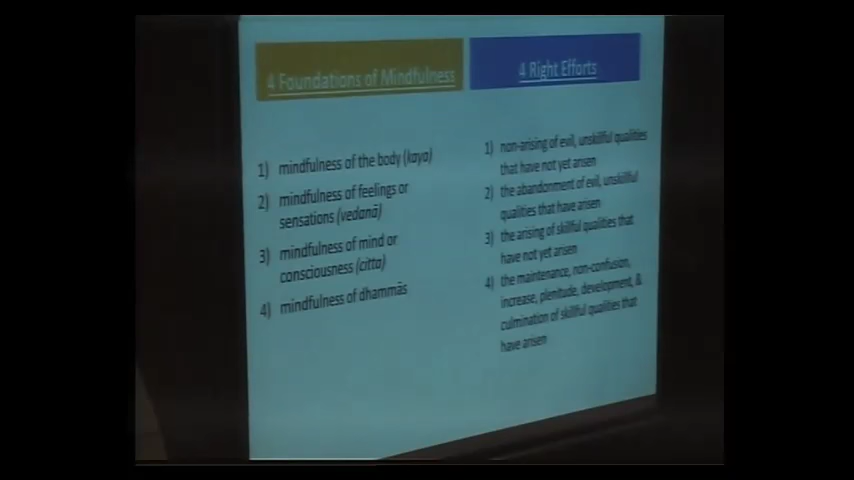 4 Foundations of Mindfulness
1) mindfulness of the body (kaya)
2) mindfulness of feelings or
sensations (vedanā)
3) mindfulness of mind or
consciousness (citta)
4) mindfulness of dhammās
4 Right Efforts
1) non-arising of evil, unskillful qualities
that have not yet arisen
2) the abandonment of evil, unskillful
qualities that have arisen
3) the arising of skillful qualities that
have not yet arisen
4) the maintenance, non-confusion,
increase, plenitude, development, &
culmination of skillful qualities that
have arisen